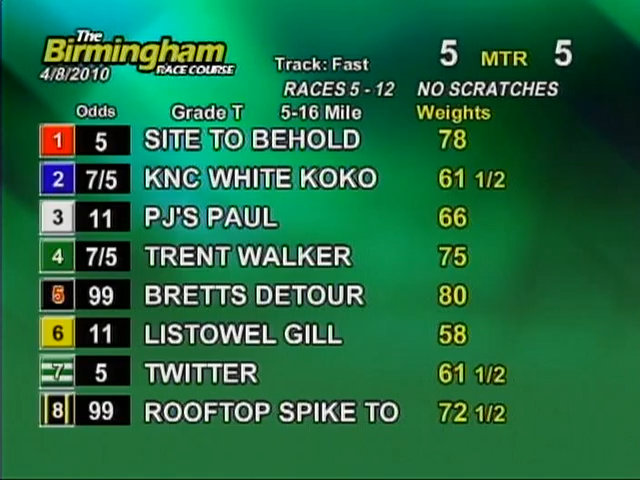 The
Birmingham
RACE COURSE
4/8/2010
Track: Fast
5 MTR 5
RACES 5 - 12 NO SCRATCHES
Odds Grade T 5-16 Mile Weights
1 5 SITE TO BEHOLD 78
2 7/5 KNC WHITE KOKO 61 1/2
3 11 PJ'S PAUL 66
4 7/5 TRENT WALKER 75
5 99 BRETTS DETOUR 80
6 11 LISTOWEL GILL 58
7 5 TWITTER 61 1/2
8 99 ROOFTOP SPIKE TO 72 1/2